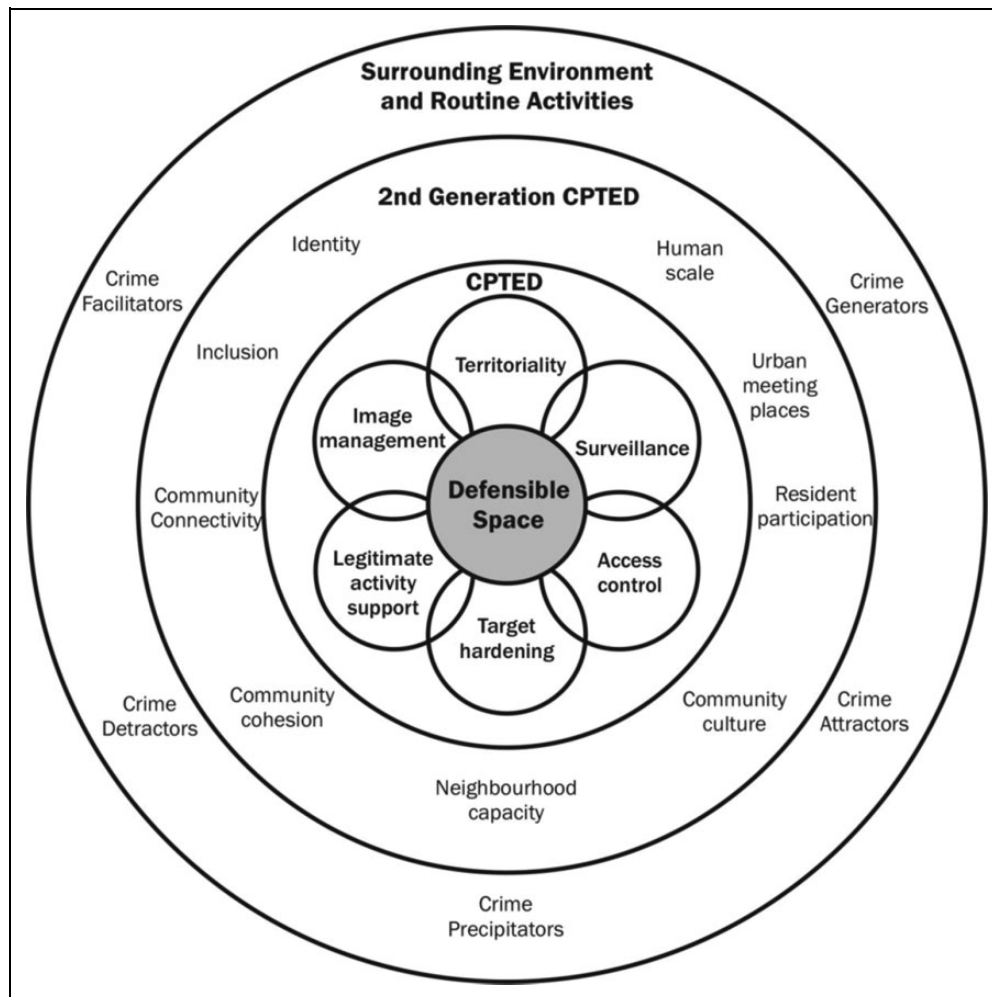 Surrounding Environment
and Routine Activities
2nd Generation CPTED
Identity
Human
scale
CPTED
Crime
Facilitators
Crime
Generators
Inclusion
Territoriality
Urban
meeting
places
Image
management
Surveillance
Defensible
Space
Community
Connectivity
Resident
participation
Legitimate
activity
support
Access
control
Target
hardening
Community
cohesion
Community
culture
Crime
Detractors
Crime
Attractors
Neighbourhood
capacity
Crime
Precipitators